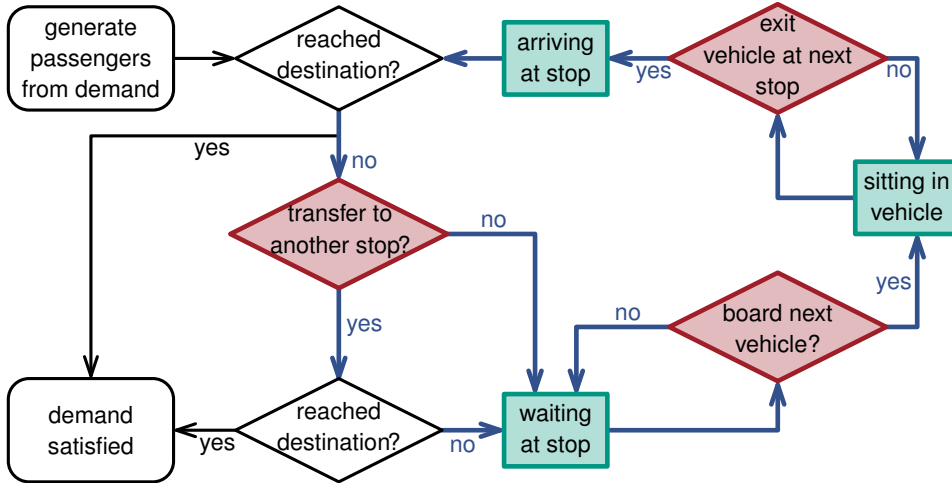 generate
passengers
from demand
reached
destination?
arriving
at stop
yes
exit
vehicle at next
stop
no
yes
no
sitting in
vehicle
transfer to
another stop?
no
yes
yes
no
board next
vehicle?
demand
satisfied
yes
reached
destination?
no
waiting
at stop